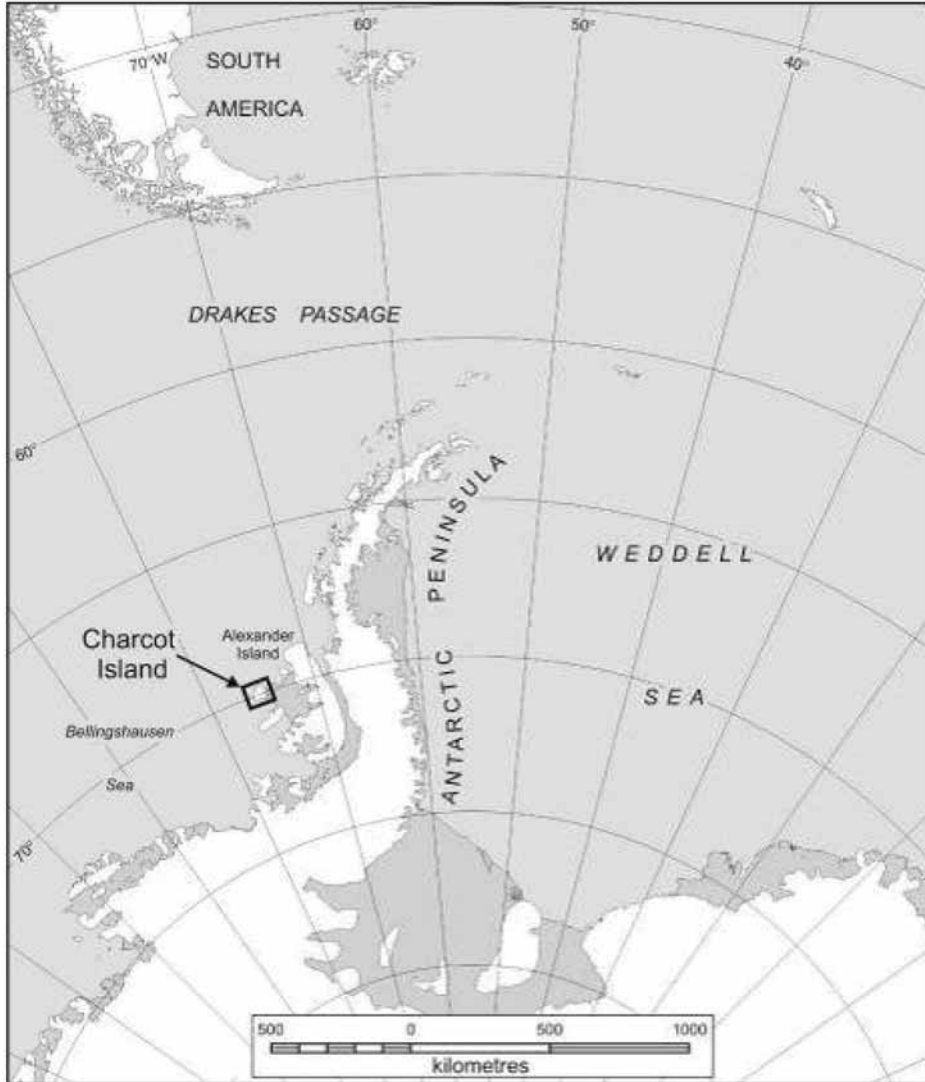 60°
50°
40°
70°W
SOUTH
AMERICA
DRAKES PASSAGE
60°
ANTARCTIC PENINSULA
WEDDELL
SEA
Charcot
Island
Alexander
Island
Bellingshausen
Sea
70°
500 0 500 1000
kilometres